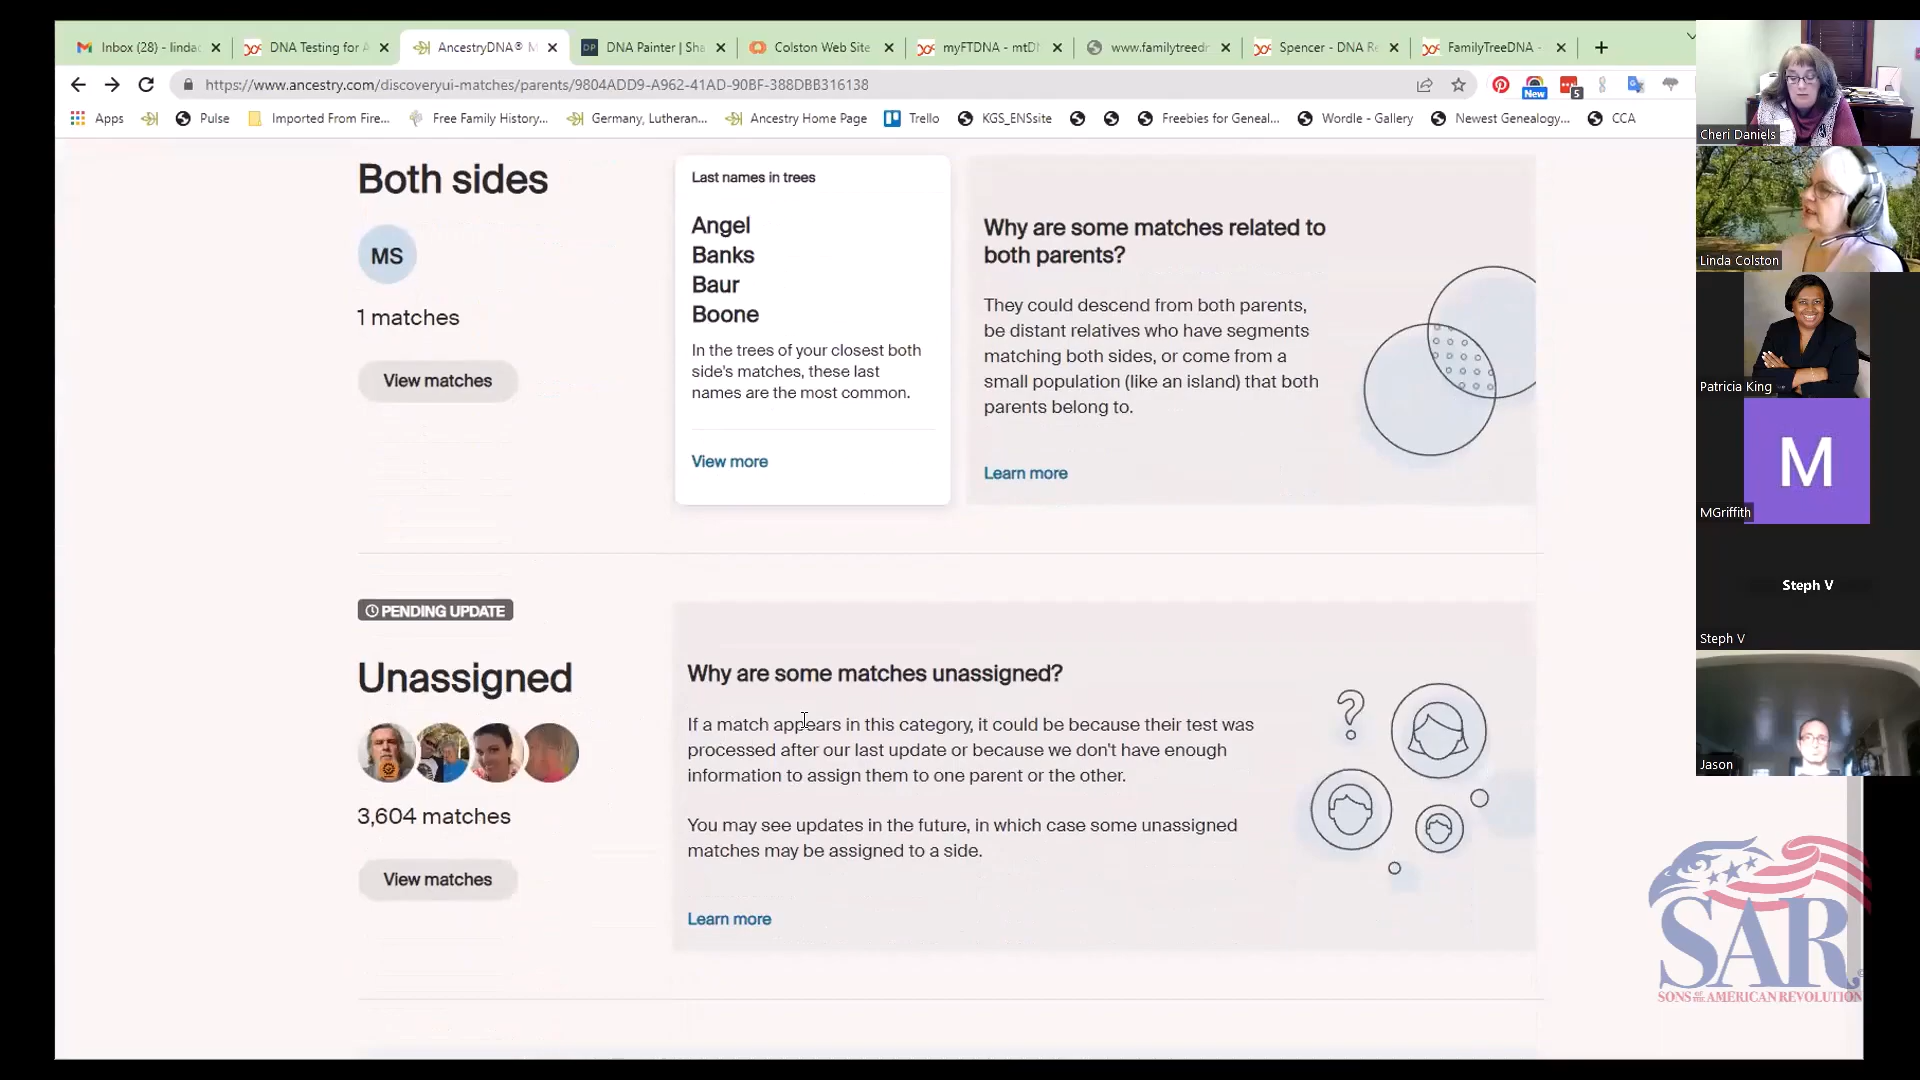 Inbox (28) - linda
DNA Testing for A
AncestryDNA® M
DP
DNA Painter | Sha
Colston Web Site
myFTDNA - mtD
www.familytreed
Spencer - DNA Re
FamilyTreeDNA -
https://www.ancestry.com/discoveryui-matches/parents/9804ADD9-A962-41AD-90BF-388DBB316138
New
5
Apps
Pulse
Imported From Fire...
Free Family History...
Germany, Lutheran...
Ancestry Home Page
Trello
KGS_ENSsite
Freebies for Geneal...
Wordle - Gallery
Newest Genealogy...
CCA
Both sides
MS
1 matches
View matches
Last names in trees
Angel
Banks
Baur
Boone
In the trees of your closest both
side's matches, these last
names are the most common.
View more
Why are some matches related to
both parents?
They could descend from both parents,
be distant relatives who have segments
matching both sides, or come from a
small population (like an island) that both
parents belong to.
Learn more
PENDING UPDATE
Unassigned
3,604 matches
View matches
Why are some matches unassigned?
If a match appears in this category, it could be because their test was
processed after our last update or because we don't have enough
information to assign them to one parent or the other.
You may see updates in the future, in which case some unassigned
matches may be assigned to a side.
Learn more
Cheri Daniels
Linda Colston
Patricia King
M
MGriffith
Steph V
Steph V
Jason
SAR
SONS OF THE AMERICAN REVOLUTION